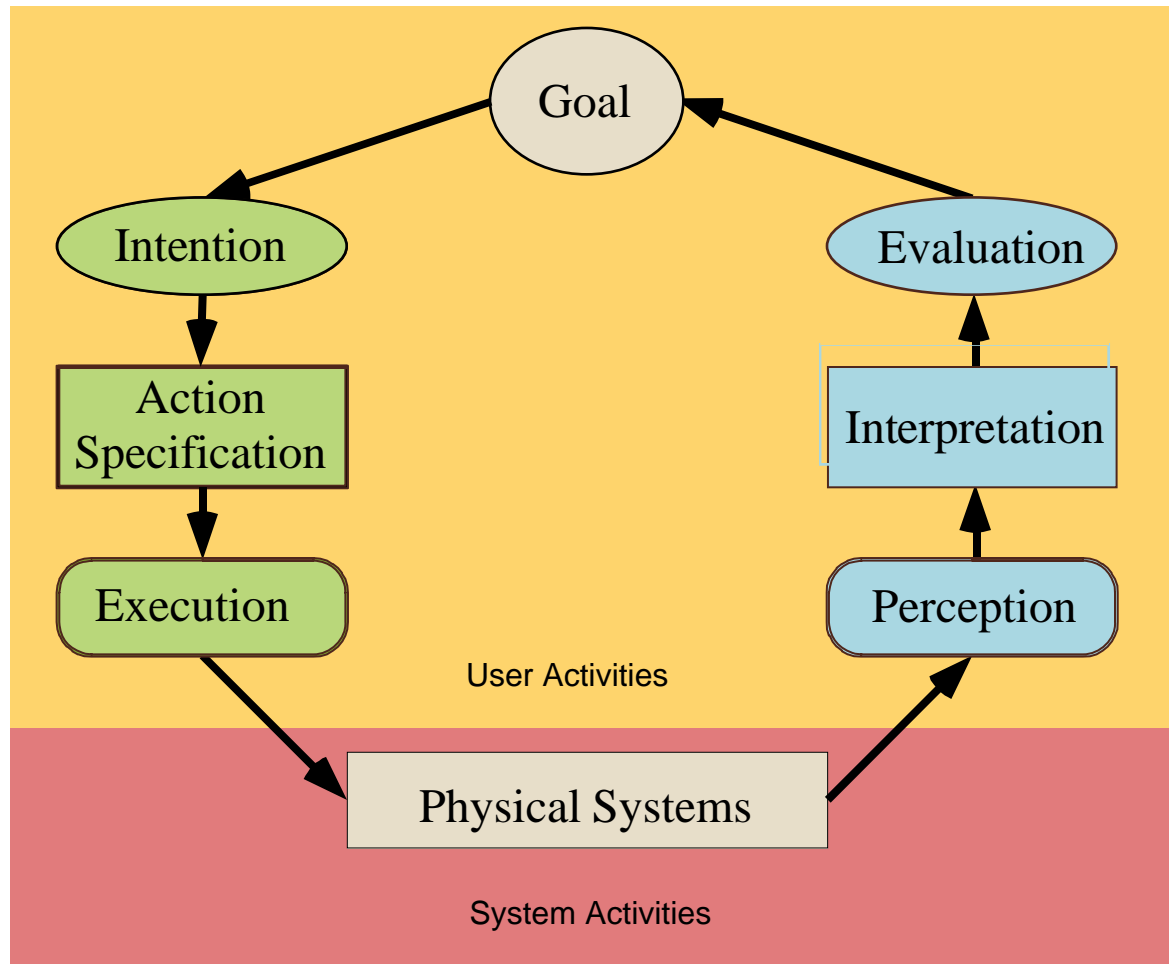 Goal
Intention
Evaluation
Action
Specification
Interpretation
Execution
Perception
User Activities
Physical Systems
System Activities